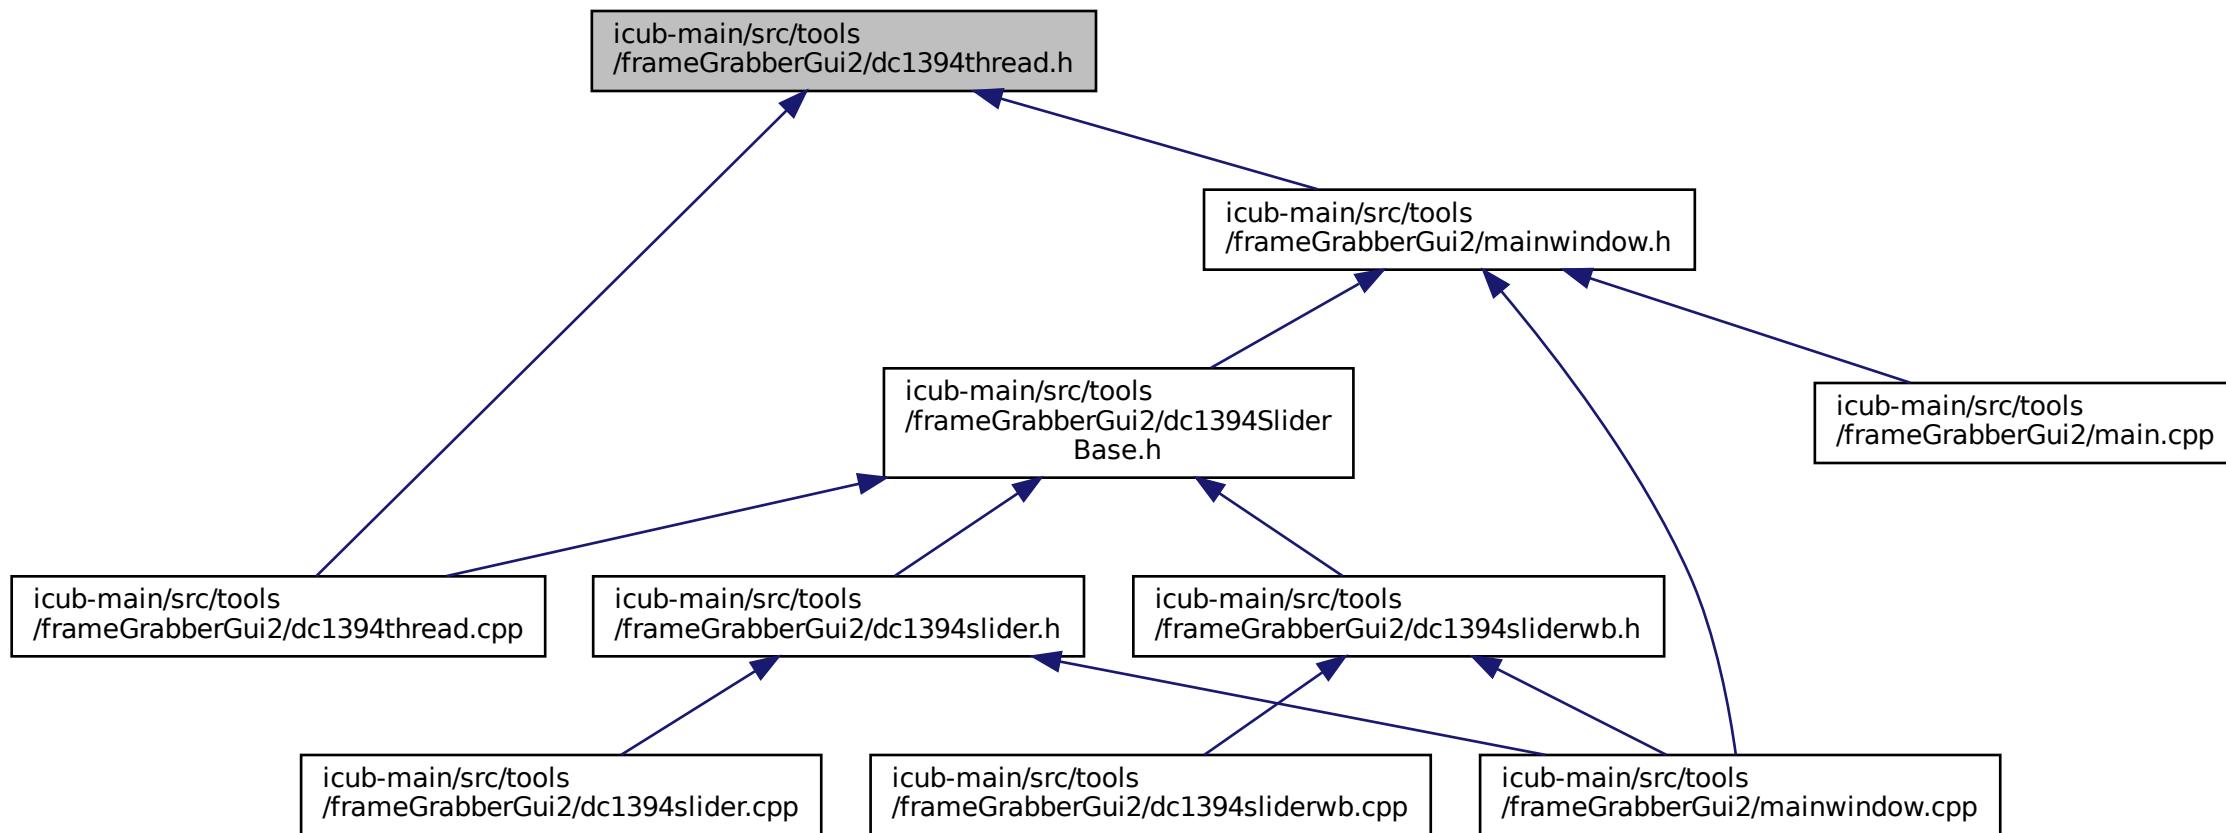 icub-main/src/tools
/frameGrabberGui2/dc1394thread.h
icub-main/src/tools
/frameGrabberGui2/mainwindow.h
icub-main/src/tools
/frameGrabberGui2/dc1394Slider
Base.h
icub-main/src/tools
/frameGrabberGui2/main.cpp
icub-main/src/tools
/frameGrabberGui2/dc1394thread.cpp
icub-main/src/tools
/frameGrabberGui2/dc1394slider.h
icub-main/src/tools
/frameGrabberGui2/dc1394sliderwb.h
icub-main/src/tools
/frameGrabberGui2/dc1394slider.cpp
icub-main/src/tools
/frameGrabberGui2/dc1394sliderwb.cpp
icub-main/src/tools
/frameGrabberGui2/mainwindow.cpp